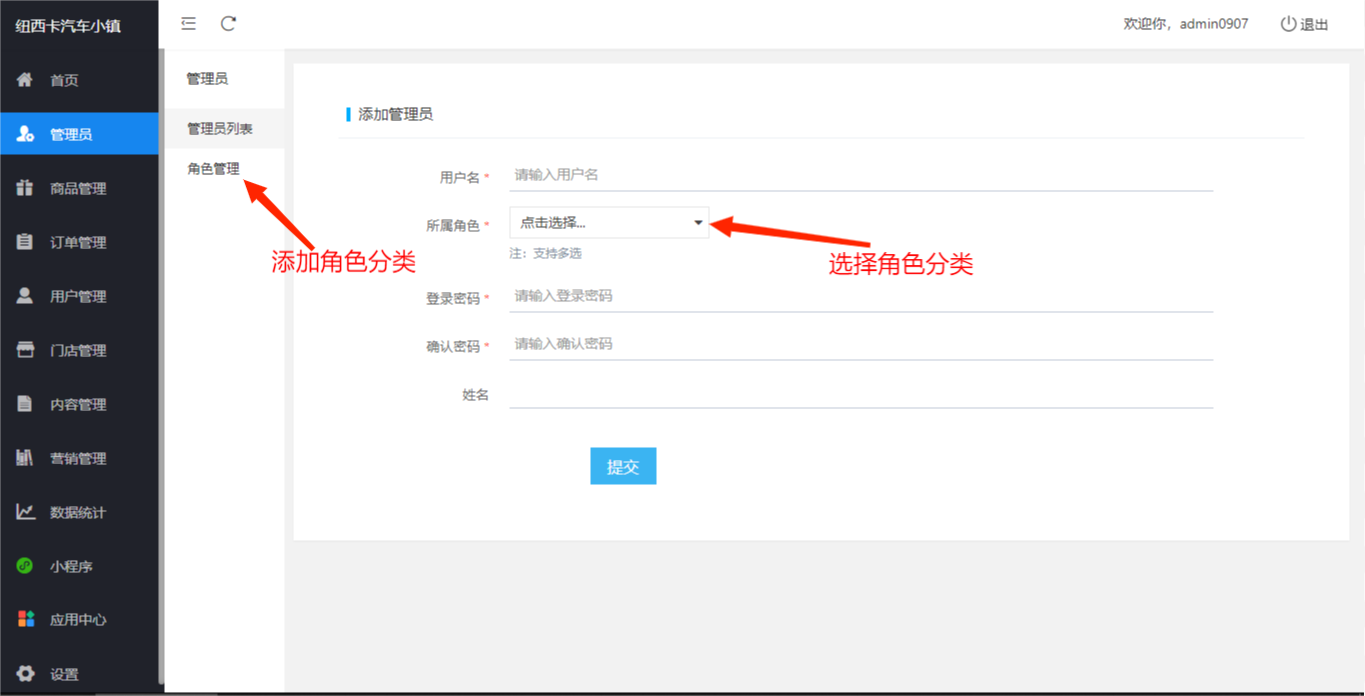 纽西卡汽车小镇
欢迎你，admin0907
退出
首页
管理员
商品管理
订单管理
用户管理
门店管理
内容管理
营销管理
数据统计
小程序
应用中心
设置
管理员
管理员列表
角色管理
添加角色分类
添加管理员
用户名 * 请输入用户名
所属角色 * 点击选择...
注：支持多选
选择角色分类
登录密码 * 请输入登录密码
确认密码 * 请输入确认密码
姓名
提交